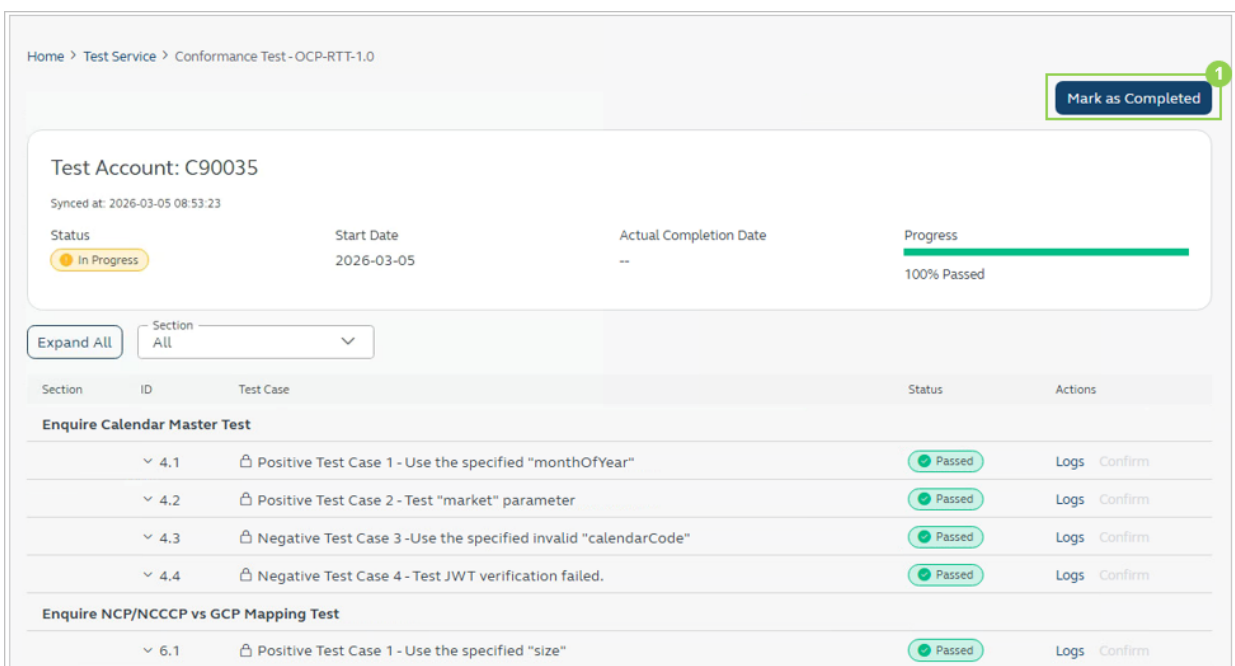 Home > Test Service > Conformance Test - OCP-RTT-1.0
1
Mark as Completed
Test Account: C90035
Synced at: 2026-03-05 08:53:23
Status Start Date Actual Completion Date Progress
In Progress 2026-03-05 -- 100% Passed
Expand All Section All
Section ID Test Case Status Actions
Enquire Calendar Master Test
4.1 Positive Test Case 1 - Use the specified "monthOfYear" Passed Logs Confirm
4.2 Positive Test Case 2 - Test "market" parameter Passed Logs Confirm
4.3 Negative Test Case 3 -Use the specified invalid "calendarCode" Passed Logs Confirm
4.4 Negative Test Case 4 - Test JWT verification failed. Passed Logs Confirm
Enquire NCP/NCCCP vs GCP Mapping Test
6.1 Positive Test Case 1 - Use the specified "size" Passed Logs Confirm